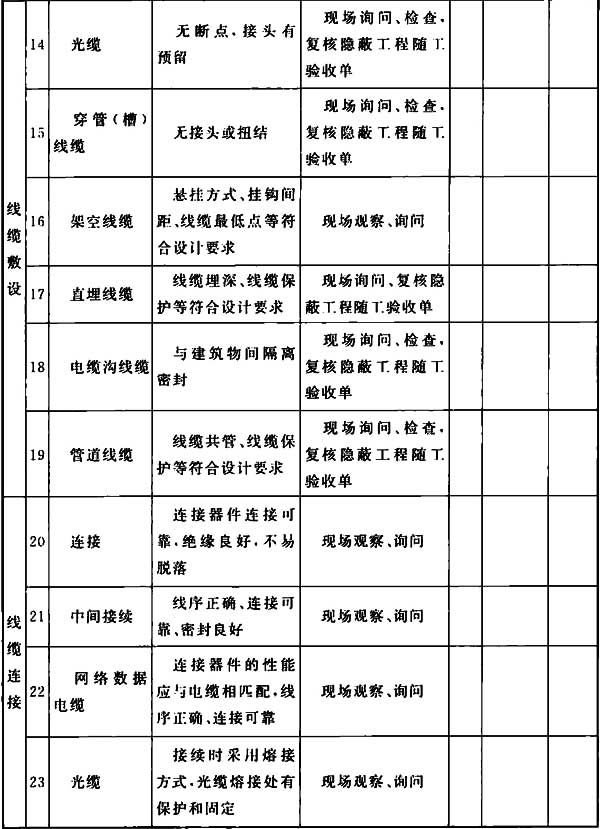 线缆敷设
14
光缆
无断点，接头有
预留
现场询问、检查，
复核隐蔽工程随工
验收单
15
穿管（槽）
线缆
无接头或扭结
现场询问、检查，
复核隐蔽工程随工
验收单
16
架空线缆
悬挂方式、挂钩间
距、线缆最低点等符
合设计要求
现场观察、询问
17
直埋线缆
线缆埋深、线缆保
护等符合设计要求
现场询问、复核隐
蔽工程随工验收单
18
电缆沟线缆
与建筑物间隔离
密封
现场询问、检查，
复核隐蔽工程随工
验收单
19
管道线缆
线缆共管、线缆保
护等符合设计要求
现场询问、检查，
复核隐蔽工程随工
验收单
线缆连接
20
连接
连接器件连接可
靠，绝缘良好，不易
脱落
现场观察、询问
21
中间接续
线序正确、连接可
靠、密封良好
现场观察、询问
22
网络数据
电缆
连接器件的性能
应与电缆相匹配，线
序正确、连接可靠
现场观察、询问
23
光缆
接续时采用熔接
方式，光缆熔接处有
保护和固定
现场观察、询问